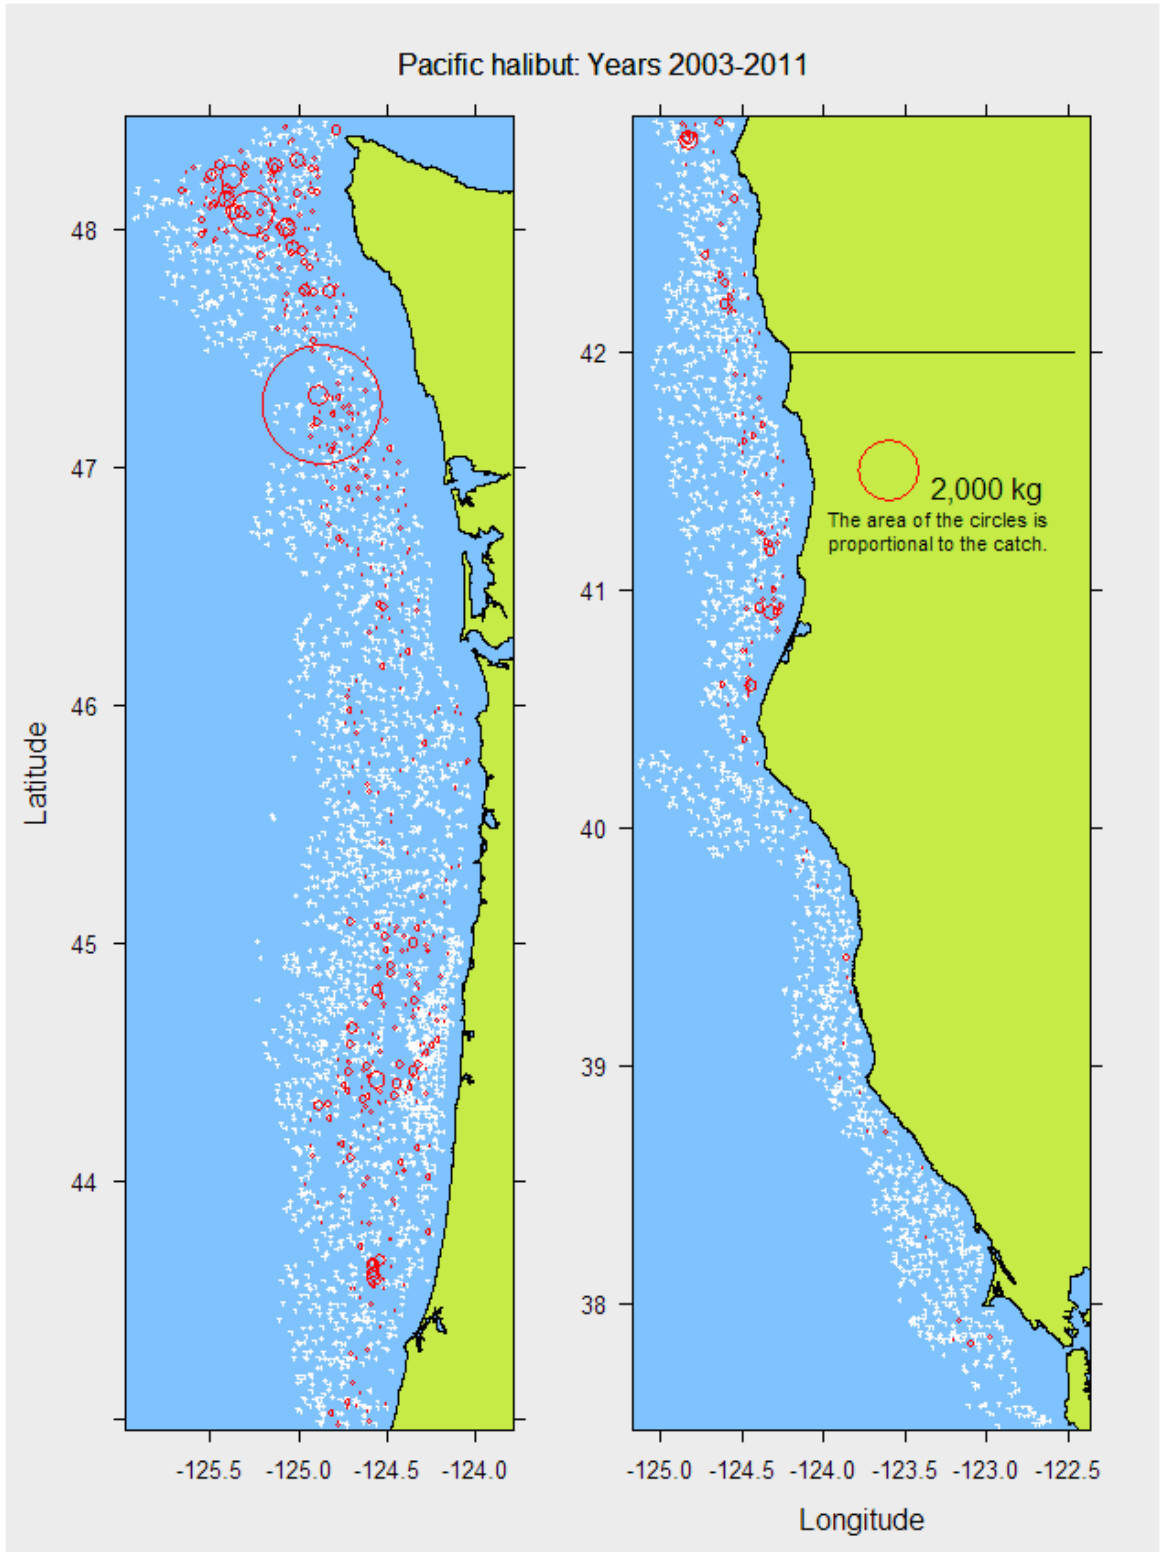 Pacific halibut: Years 2003-2011
48
47
46
45
44
Latitude
-125.5 -125.0 -124.5 -124.0
42
41
40
39
38
2,000 kg
The area of the circles is
proportional to the catch.
-125.0 -124.5 -124.0 -123.5 -123.0 -122.5
Longitude